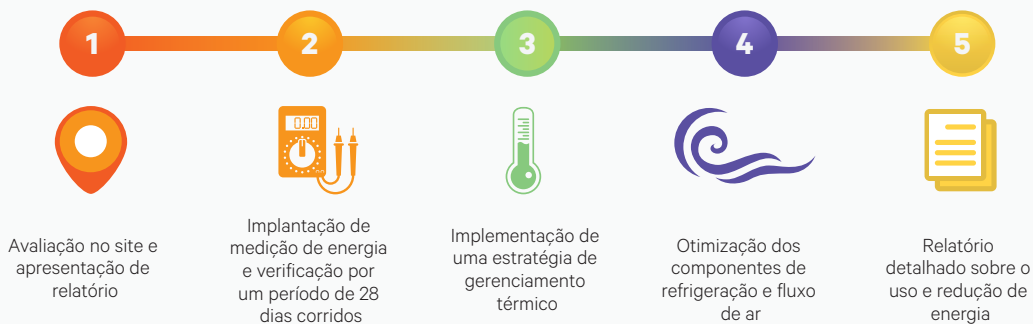 1
2
3
4
5
0.00
Avaliação no site e
apresentação de
relatório
Implantação de
medição de energia
e verificação por
um período de 28
dias corridos
Implementação de
uma estratégia de
gerenciamento
térmico
Otimização dos
componentes de
refrigeração e fluxo
de ar
Relatório
detalhado sobre o
uso e redução de
energia